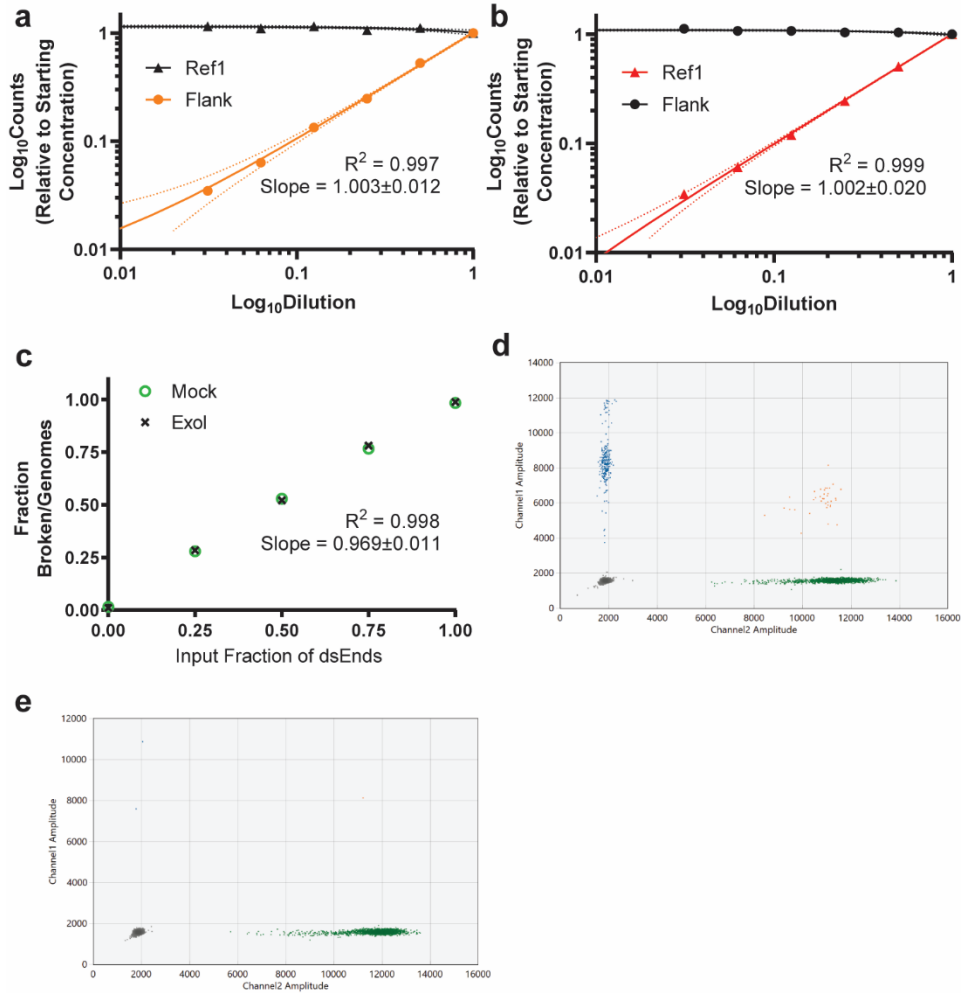 a
Log10Counts
(Relative to Starting
Concentration)
1
0.1
0.01
Ref1
Flank
R2 = 0.997
Slope = 1.003±0.012
0.01
0.1
1
Log10Dilution
b
Log10Counts
(Relative to Starting
Concentration)
1
0.1
0.01
Ref1
Flank
R2 = 0.999
Slope = 1.002±0.020
0.01
0.1
1
Log10Dilution
c
Fraction
Broken/Genomes
1.00
0.75
0.50
0.25
0.00
Mock
ExoI
R2 = 0.998
Slope = 0.969±0.011
0.00 0.25 0.50 0.75 1.00
Input Fraction of dsEnds
d
Channel1 Amplitude
14000
12000
10000
8000
6000
4000
2000
0
0 2000 4000 6000 8000 10000 12000 14000 16000
Channel2 Amplitude
e
Channel1 Amplitude
12000
10000
8000
6000
4000
2000
0
0 2000 4000 6000 8000 10000 12000 14000 16000
Channel2 Amplitude